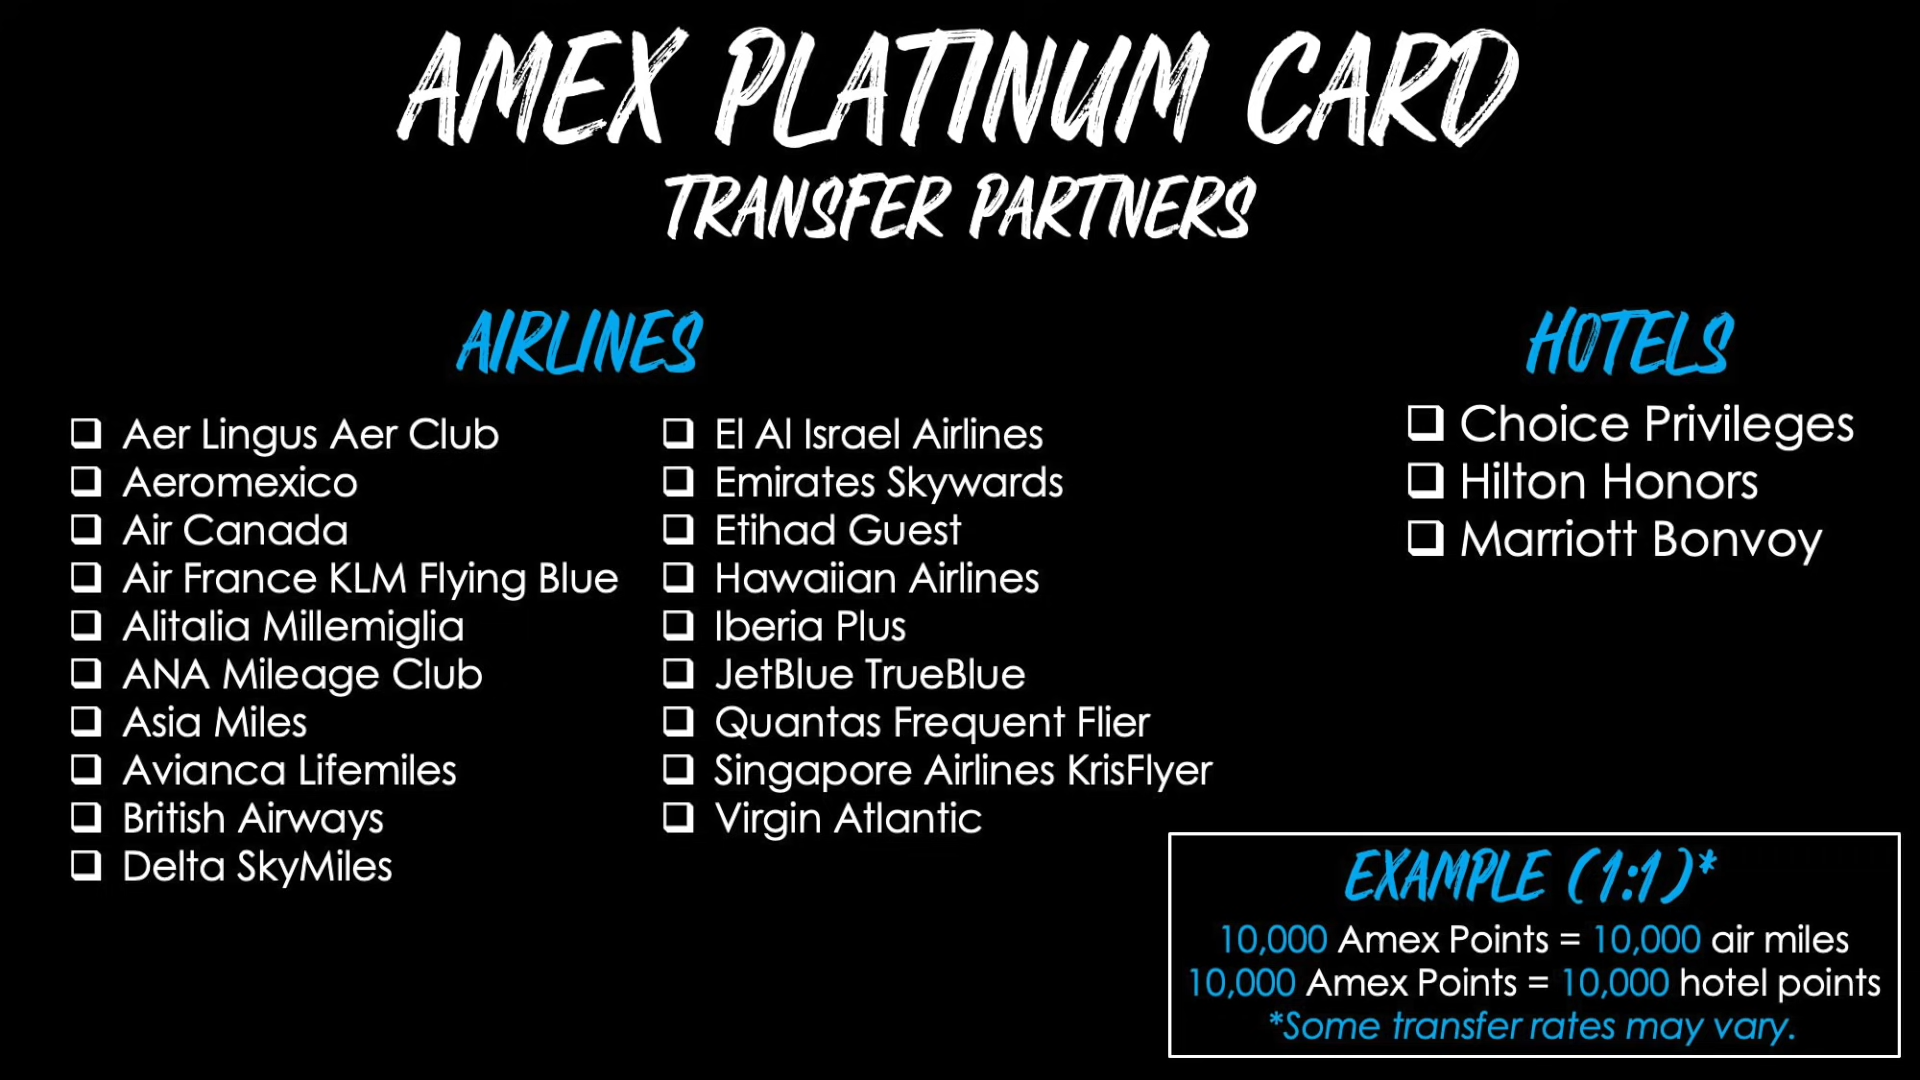 AMEX PLATINUM CARD
TRANSFER PARTNERS
AIRLINES
Aer Lingus Aer Club
Aeromexico
Air Canada
Air France KLM Flying Blue
Alitalia Millemiglia
ANA Mileage Club
Asia Miles
Avianca Lifemiles
British Airways
Delta SkyMiles
El Al Israel Airlines
Emirates Skywards
Etihad Guest
Hawaiian Airlines
Iberia Plus
JetBlue TrueBlue
Quantas Frequent Flier
Singapore Airlines KrisFlyer
Virgin Atlantic
HOTELS
Choice Privileges
Hilton Honors
Marriott Bonvoy
EXAMPLE (1:1)*
10,000 Amex Points = 10,000 air miles
10,000 Amex Points = 10,000 hotel points
*Some transfer rates may vary.